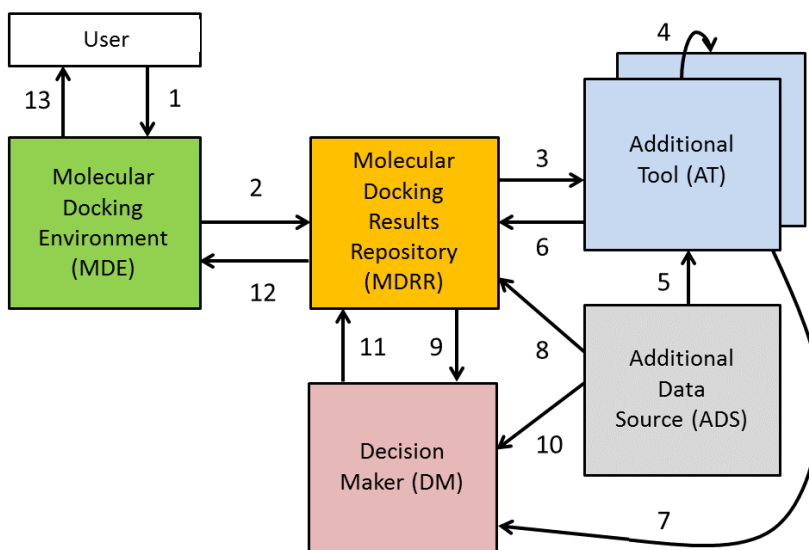 User
4
13
1
Molecular
Docking
Environment
(MDE)
2
12
Molecular
Docking
Results
Repository
(MDRR)
3
6
Additional
Tool (AT)
5
11
9
8
10
Additional
Data
Source (ADS)
Decision
Maker (DM)
7